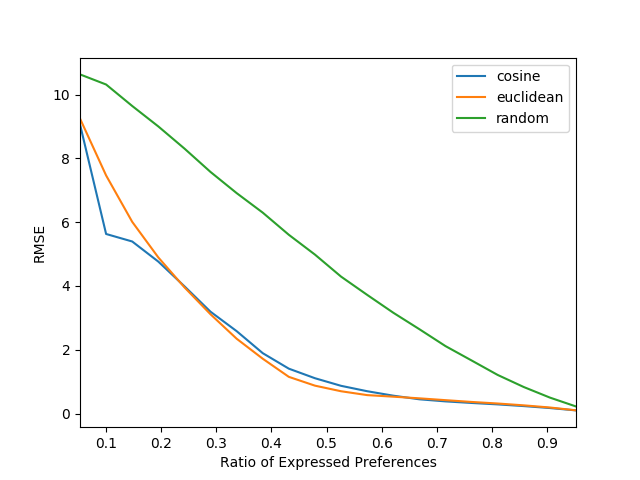 cosine
euclidean
random
10
8
6
4
2
0
RMSE
0.1 0.2 0.3 0.4 0.5 0.6 0.7 0.8 0.9
Ratio of Expressed Preferences